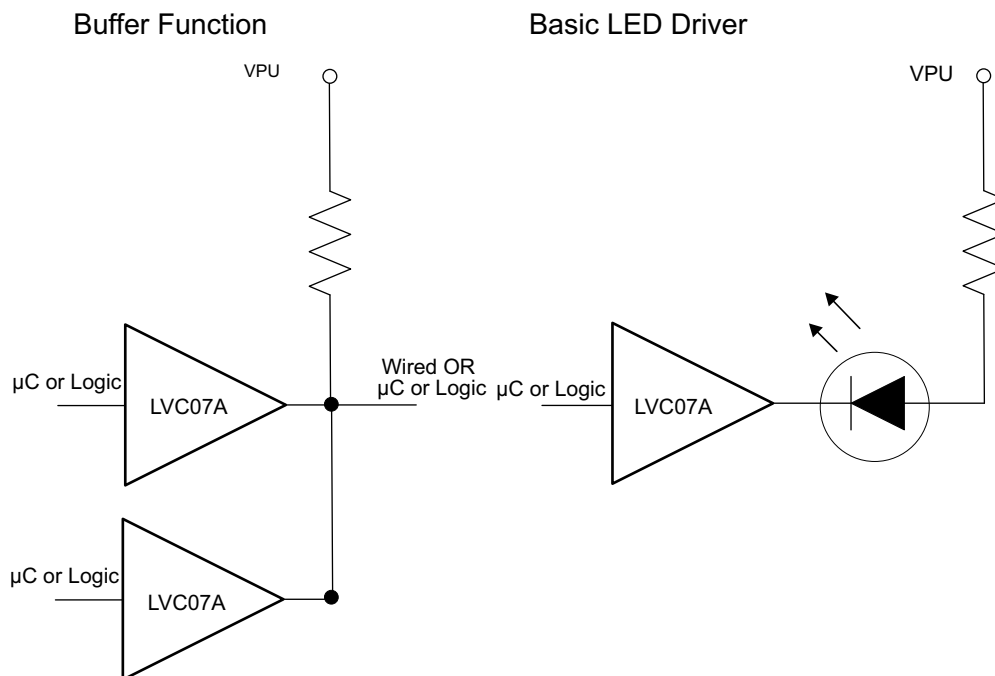 Buffer Function
Basic LED Driver
VPU
VPU
µC or Logic
LVC07A
Wired OR
µC or Logic
µC or Logic
LVC07A
µC or Logic
LVC07A